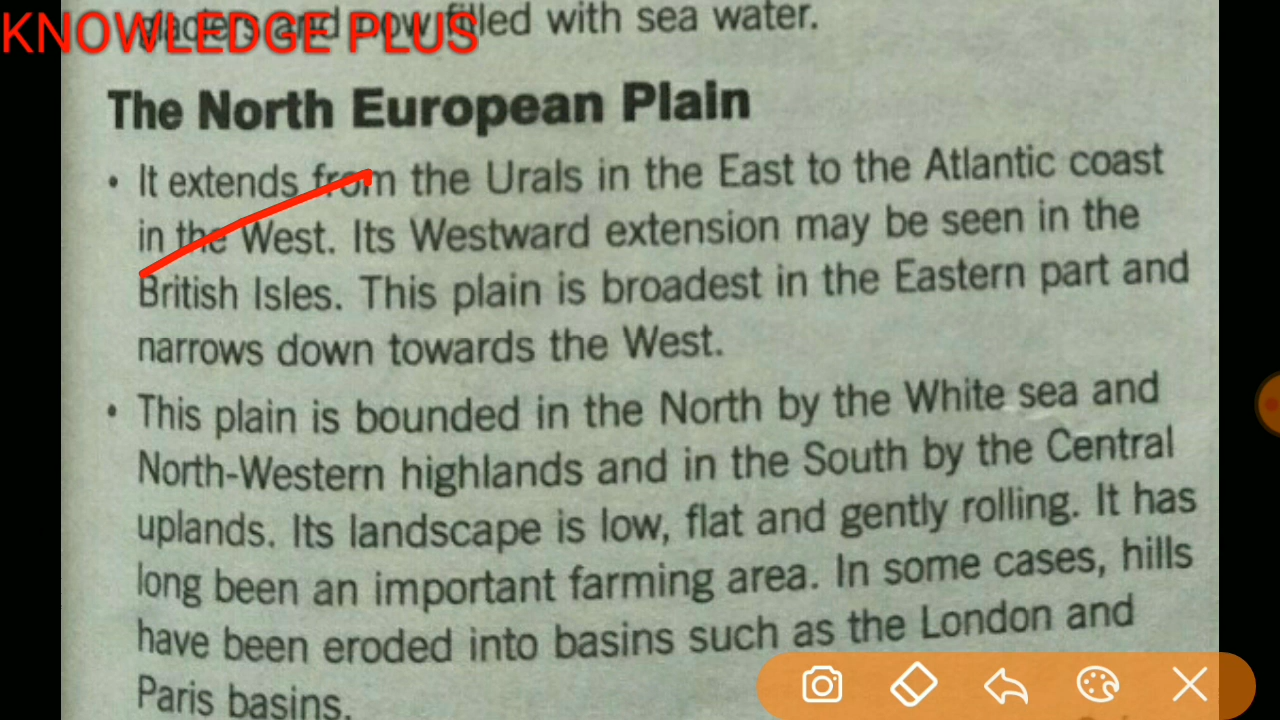 glaciers and now filled with sea water.
KNOWLEDGE PLUS
The North European Plain
• It extends from the Urals in the East to the Atlantic coast
in the West. Its Westward extension may be seen in the
British Isles. This plain is broadest in the Eastern part and
narrows down towards the West.
• This plain is bounded in the North by the White sea and
North-Western highlands and in the South by the Central
uplands. Its landscape is low, flat and gently rolling. It has
long been an important farming area. In some cases, hills
have been eroded into basins such as the London and
Paris basins.